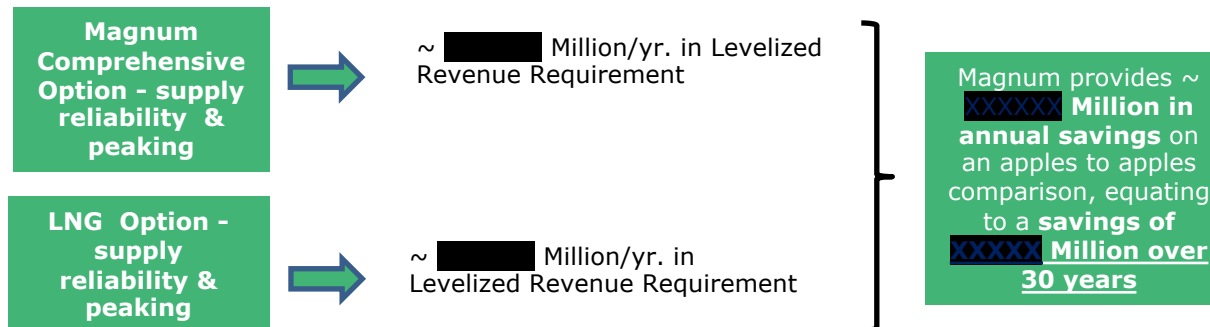 Magnum
Comprehensive
Option - supply
reliability &
peaking
~ Million/yr. in Levelized
Revenue Requirement
LNG Option -
supply
reliability &
peaking
~ Million/yr. in
Levelized Revenue Requirement
Magnum provides ~
XXXXXX Million in
annual savings on
an apples to apples
comparison, equating
to a savings of
XXXXX Million over
30 years